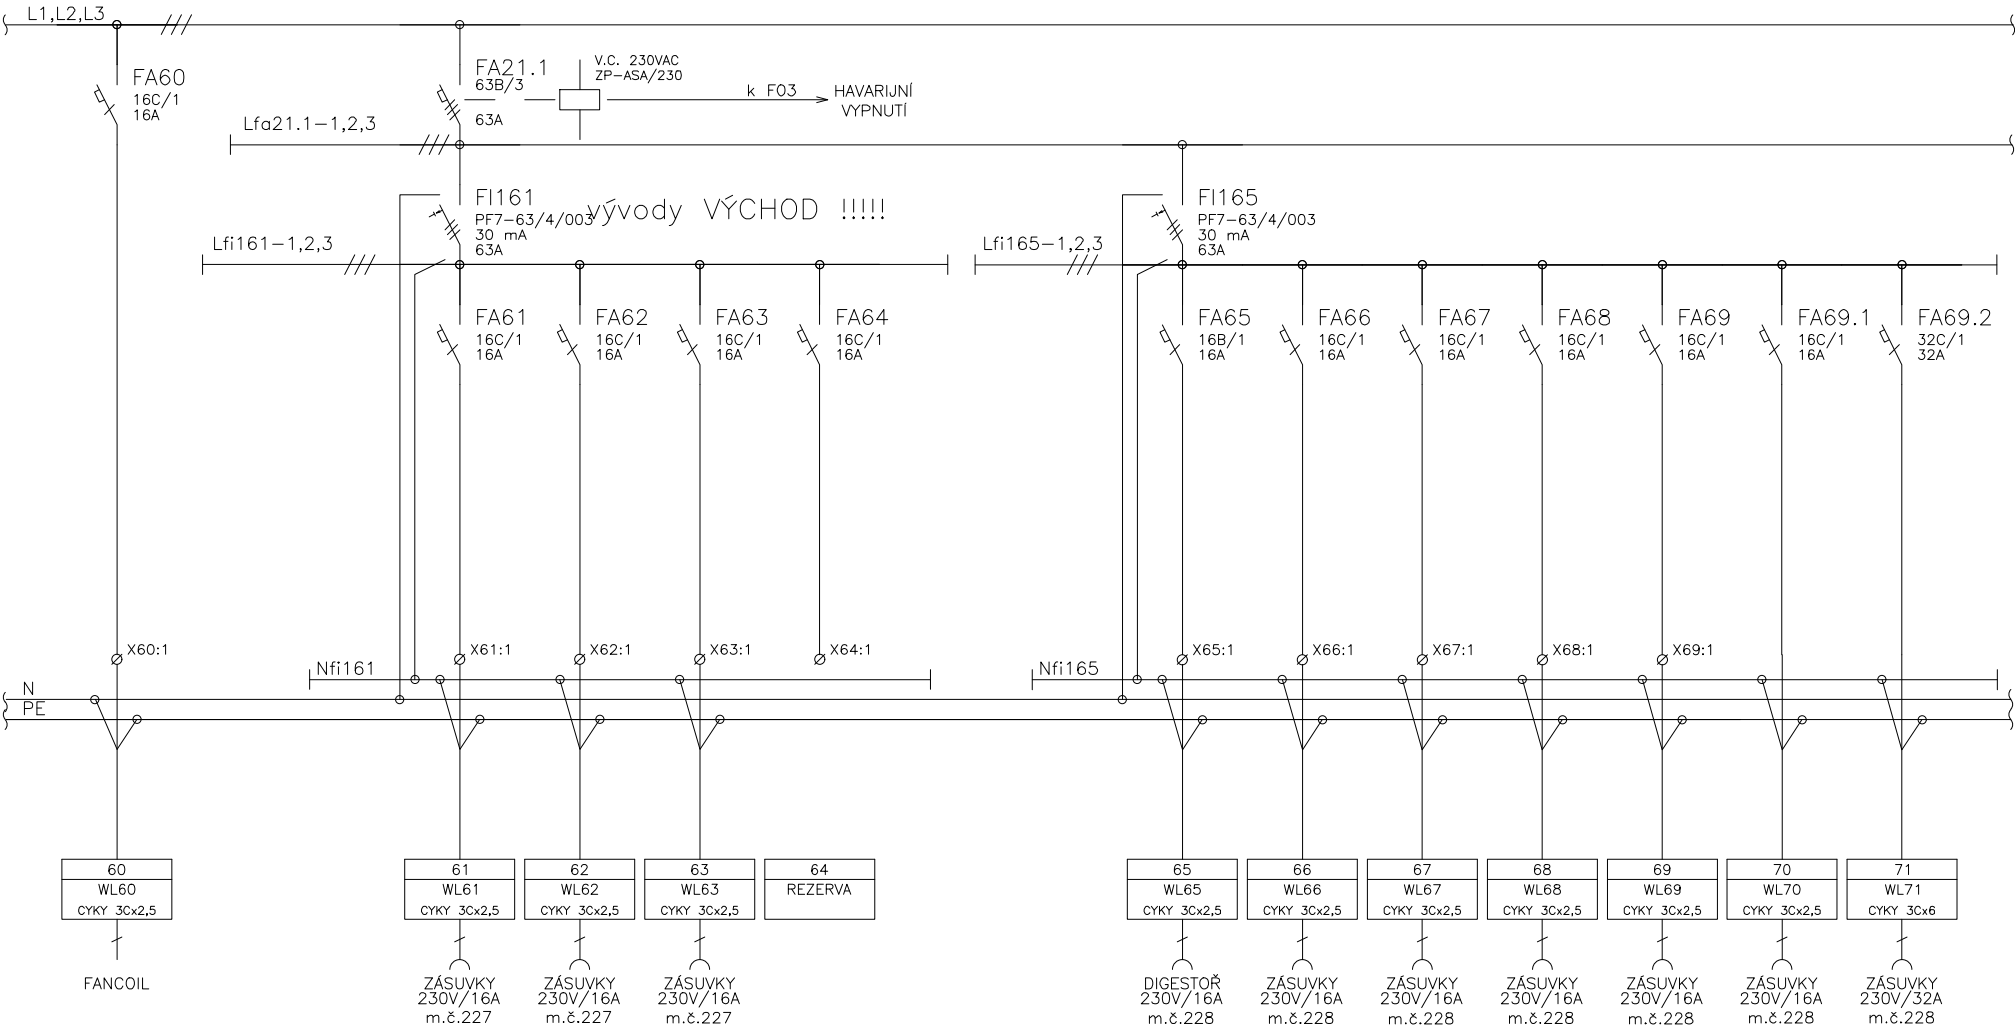 L1,L2,L3
FA60
16C/1
16A
FA21.1
63B/3
63A
V.C. 230VAC
ZP-ASA/230
k F03
HAVARIJNÍ
VYPNUTÍ
Lfa21.1-1,2,3
FI161
PF7-63/4/003
30 mA
63A
vývody VÝCHOD !!!!!
Lfi161-1,2,3
FI165
PF7-63/4/003
30 mA
63A
Lfi165-1,2,3
FA61
16C/1
16A
FA62
16C/1
16A
FA63
16C/1
16A
FA64
16C/1
16A
FA65
16B/1
16A
FA66
16C/1
16A
FA67
16C/1
16A
FA68
16C/1
16A
FA69
16C/1
16A
FA69.1
16C/1
16A
FA69.2
32C/1
32A
X60:1
X61:1
X62:1
X63:1
X64:1
X65:1
X66:1
X67:1
X68:1
X69:1
Nfi161
Nfi165
N
PE
60
WL60
CYKY 3Cx2,5
FANCOIL
61
WL61
CYKY 3Cx2,5
ZÁSUVKY
230V/16A
m.č.227
62
WL62
CYKY 3Cx2,5
ZÁSUVKY
230V/16A
m.č.227
63
WL63
CYKY 3Cx2,5
ZÁSUVKY
230V/16A
m.č.227
64
REZERVA
65
WL65
CYKY 3Cx2,5
DIGESTOŘ
230V/16A
m.č.228
66
WL66
CYKY 3Cx2,5
ZÁSUVKY
230V/16A
m.č.228
67
WL67
CYKY 3Cx2,5
ZÁSUVKY
230V/16A
m.č.228
68
WL68
CYKY 3Cx2,5
ZÁSUVKY
230V/16A
m.č.228
69
WL69
CYKY 3Cx2,5
ZÁSUVKY
230V/16A
m.č.228
70
WL70
CYKY 3Cx2,5
ZÁSUVKY
230V/16A
m.č.228
71
WL71
CYKY 3Cx6
ZÁSUVKY
230V/32A
m.č.228